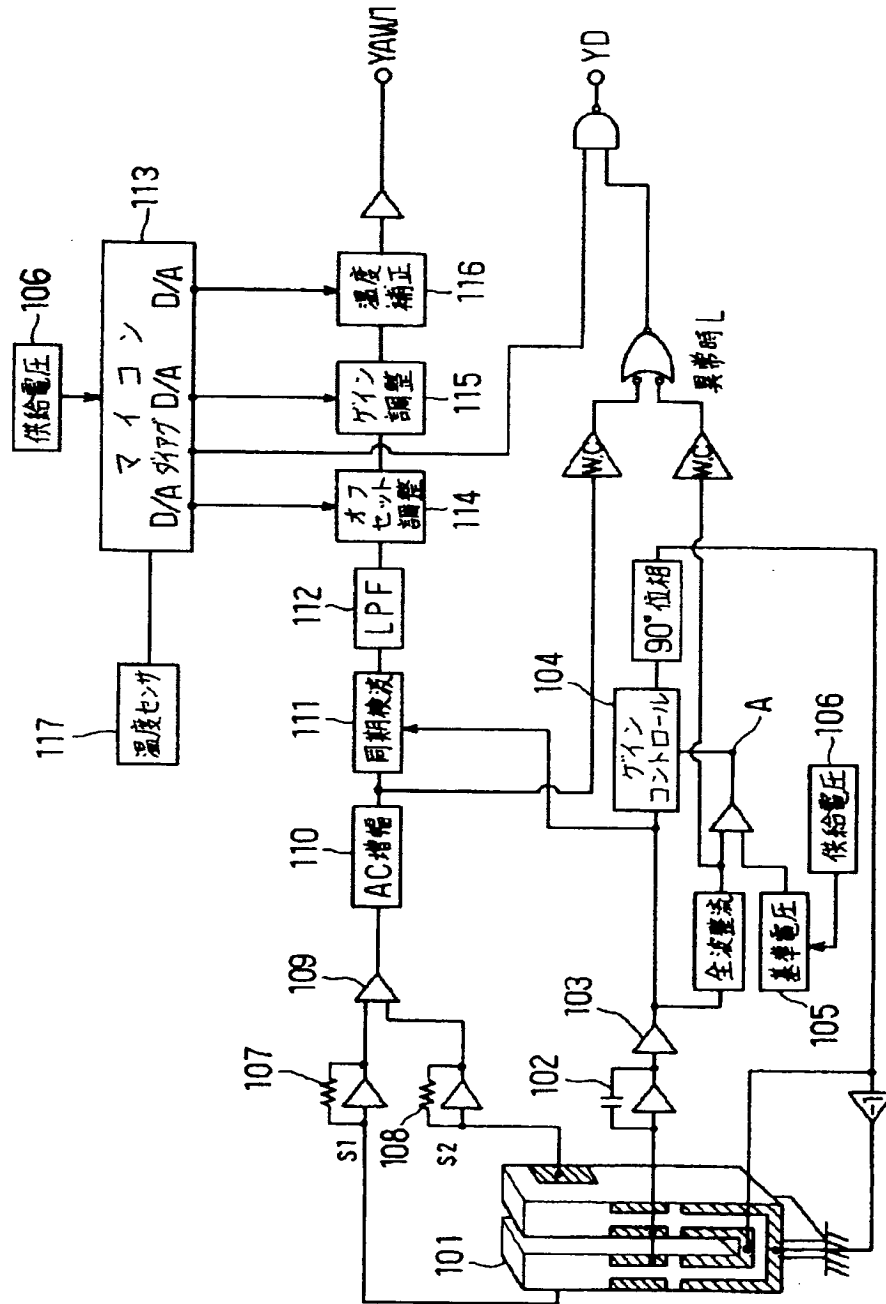 106
供給電圧
113
マイコン
D/A ダイアグ D/A D/A
117
温度センサ
107
S1
108
S2
109
110
AC増幅
111
同期検波
112
LPF
オフセット調整
114
ゲイン調整
115
温度補正
116
YAW1
W.C
W.C
異常時L
YD
101
102
103
104
ゲインコントロール
90°位相
A
全波整流
105
基準電圧
106
供給電圧
-1